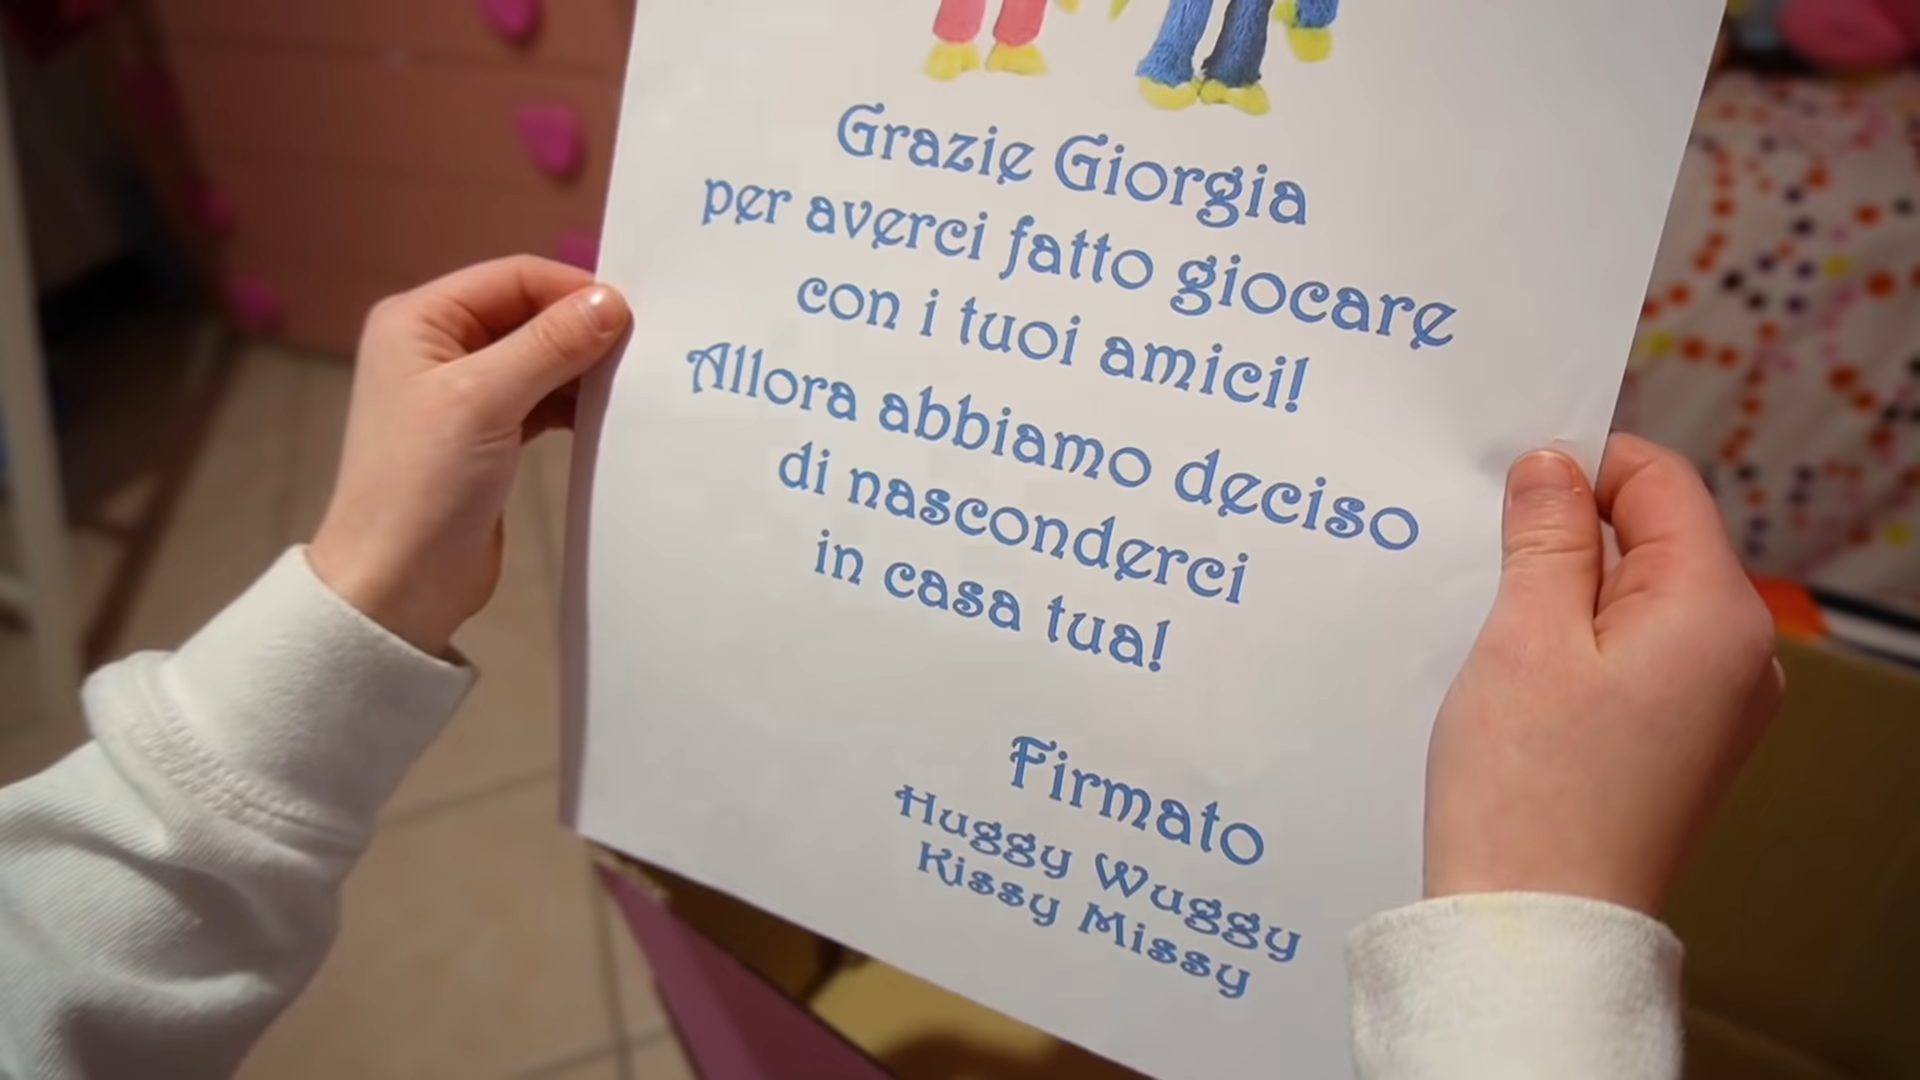 Grazie Giorgia
per averci fatto giocare
con i tuoi amici!
Allora abbiamo deciso
di nasconderci
in casa tua!
Firmato
Huggy Wuggy
Kissy Missy